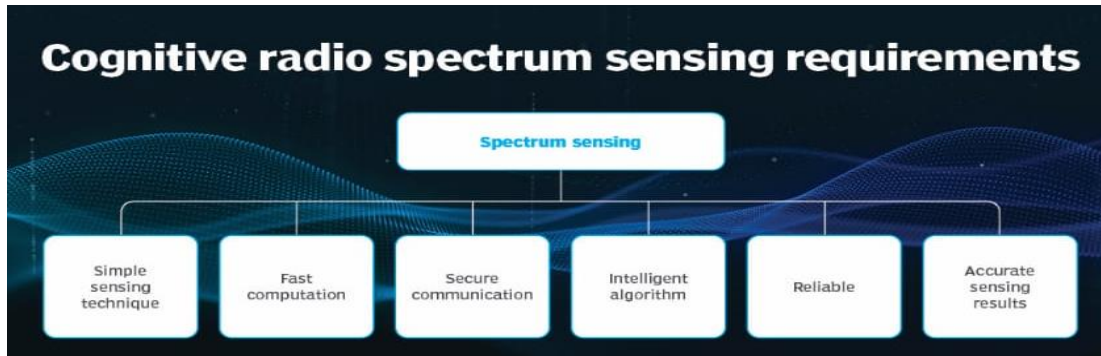 Cognitive radio spectrum sensing requirements
Spectrum sensing
Simple
sensing
technique
Fast
computation
Secure
communication
Intelligent
algorithm
Reliable
Accurate
sensing
results